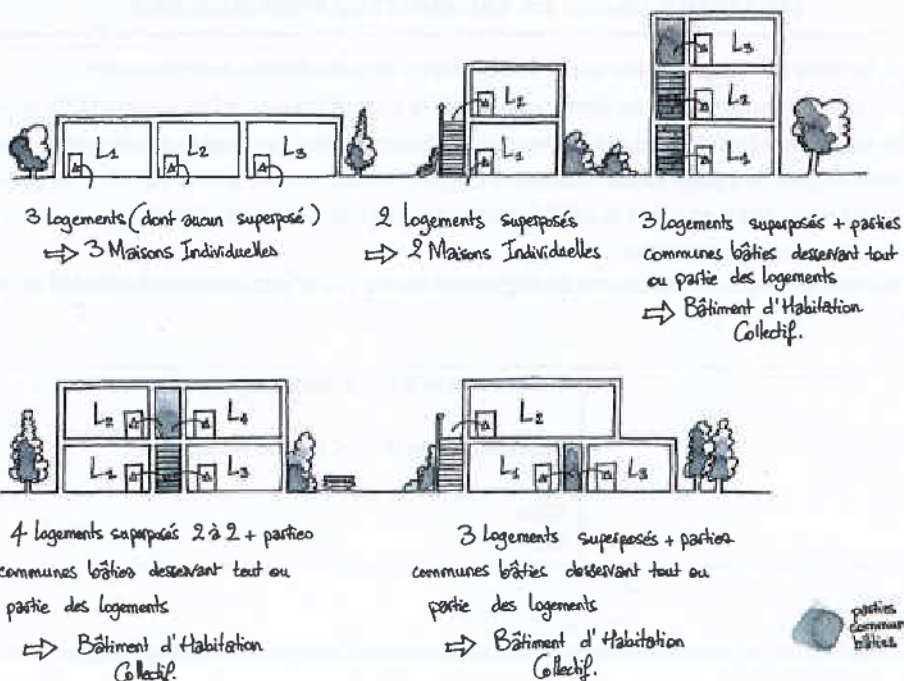 L1 L2 L3
L2
L1
L3
L2
L1
3 Logements (dont aucun superposé)
⇨ 3 Maisons Individuelles
2 Logements superposés
⇨ 2 Maisons Individuelles
3 Logements superposés + parties
communes bâties desservant tout
ou partie des logements
⇨ Bâtiment d'Habitation
Collectif.
L2 L4
L1 L3
L2
L1 L3
4 Logements superposés 2 à 2 + parties
communes bâties desservant tout ou
partie des logements
⇨ Bâtiment d'Habitation
Collectif.
3 Logements superposés + parties
communes bâties desservant tout ou
partie des logements
⇨ Bâtiment d'Habitation
Collectif.
parties
commun
bâties